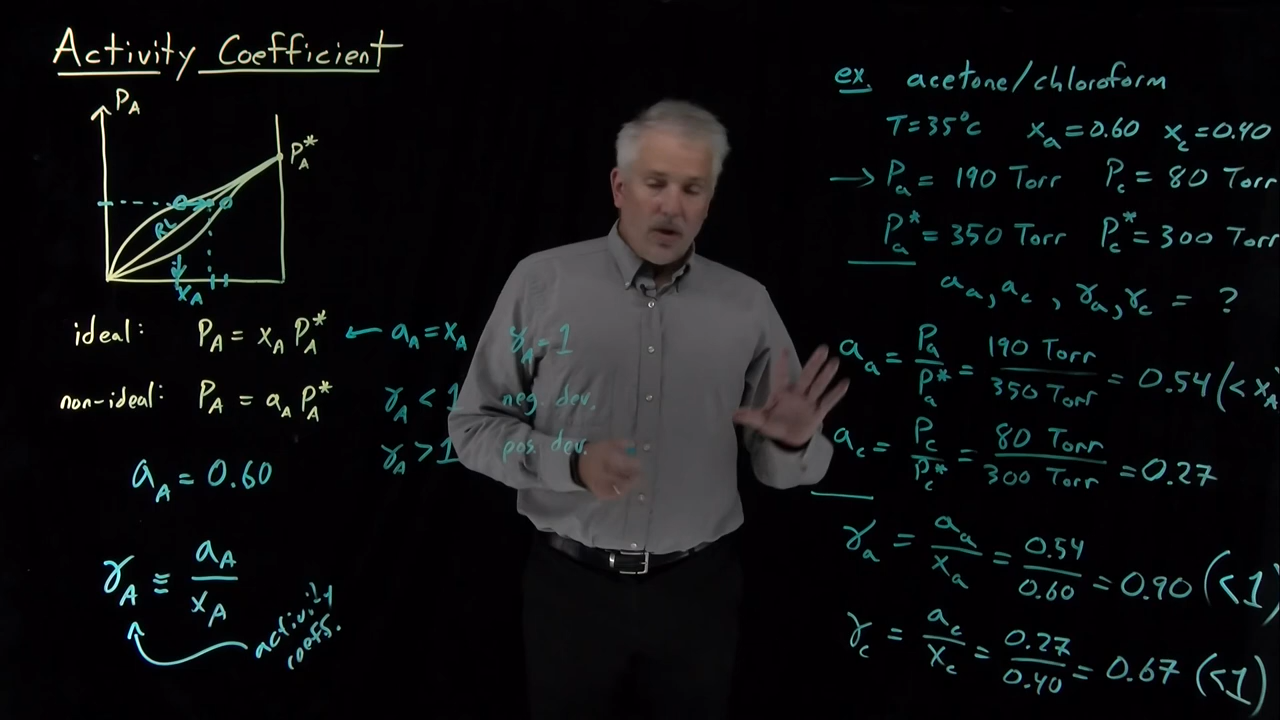 Activity Coefficient
P_A
P_A^*
RL
x_A
ideal: P_A = x_A P_A^* ← a_A = x_A γ_A = 1
non-ideal: P_A = a_A P_A^* γ_A < 1 neg. dev.
γ_A > 1 pos. dev.
a_A = 0.60
γ_A ≡ a_A / x_A
activity
coeff.
ex. acetone/chloroform
T = 35°C x_a = 0.60 x_c = 0.40
→ P_a = 190 Torr P_c = 80 Torr
P_a^* = 350 Torr P_c^* = 300 Torr
a_a, a_c, γ_a, γ_c = ?
a_a = P_a / P_a^* = 190 Torr / 350 Torr = 0.54 (< x_A
a_c = P_c / P_c^* = 80 Torr / 300 Torr = 0.27
γ_a = a_a / x_a = 0.54 / 0.60 = 0.90 (<1)
γ_c = a_c / x_c = 0.27 / 0.40 = 0.67 (<1)